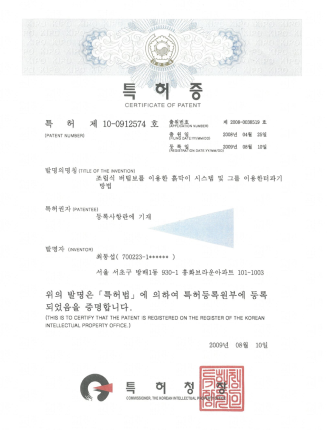 특 허 증
CERTIFICATE OF PATENT
특 허 제 10-0912574 호
(PATENT NUMBER)
출원번호 제 2008-0038519 호
(APPLICATION NUMBER)
출 원 일 2008년 04월 25일
(FILING DATE:YY/MM/DD)
등 록 일 2009년 08월 10일
(REGISTRATION DATE:YY/MM/DD)
발명의명칭 (TITLE OF THE INVENTION)
조립식 버팀보를 이용한 흙막이 시스템 및 그를 이용한터파기
방법
특허권자 (PATENTEE)
등록사항란에 기재
발명자 (INVENTOR)
최동섭( 700223-1****** )
서울 서초구 방배1동 930-1 홍화브라운아파트 101-1003
위의 발명은 「특허법」에 의하여 특허등록원부에 등록
되었음을 증명합니다.
(THIS IS TO CERTIFY THAT THE PATENT IS REGISTERED ON THE REGISTER OF THE KOREAN
INTELLECTUAL PROPERTY OFFICE.)
2009년 08월 10일
특 허 청
COMMISSIONER, THE KOREAN INTELLECTUAL